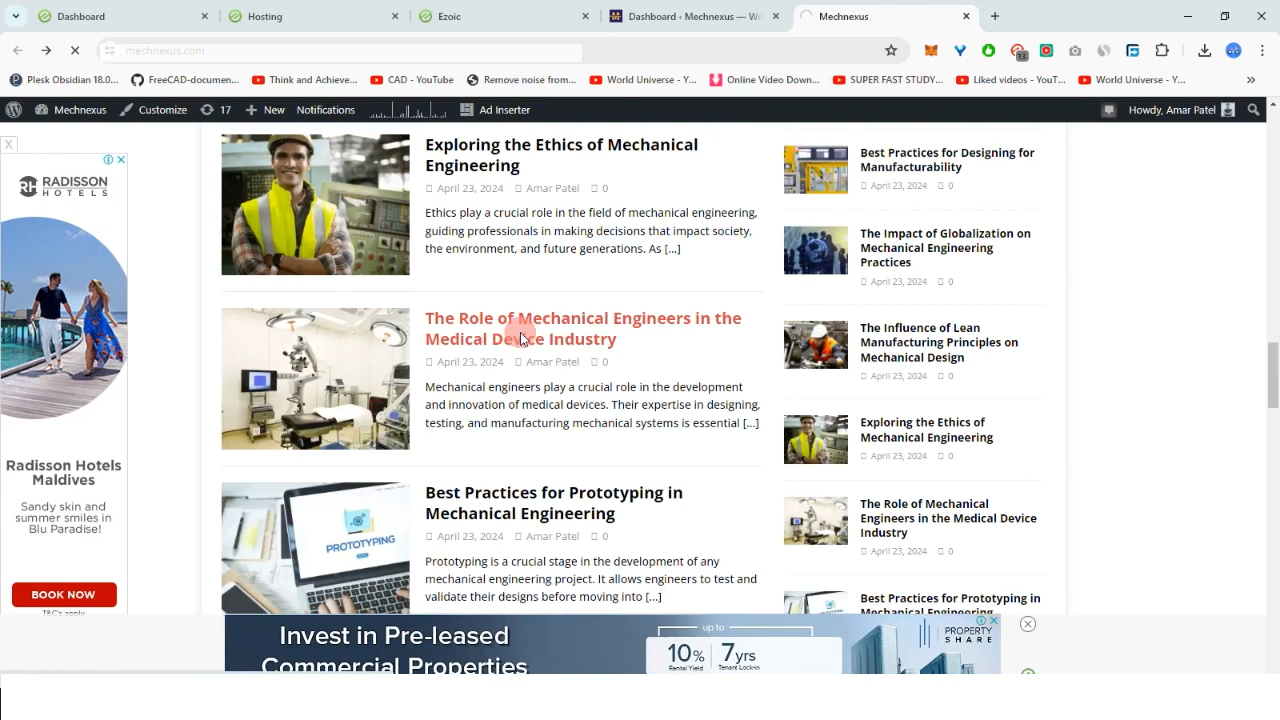 Dashboard
Hosting
Ezoic
Dashboard ‹ Mechnexus — Wo
Mechnexus
mechnexus.com
13
Plesk Obsidian 18.0...
FreeCAD-documen...
Think and Achieve...
CAD - YouTube
Remove noise from...
World Universe - Y...
Online Video Down...
SUPER FAST STUDY...
Liked videos - YouT...
World Universe - Y...
Mechnexus
Customize
17
New
Notifications
Ad Inserter
Howdy, Amar Patel
X
RADISSON
HOTELS
Radisson Hotels
Maldives
Sandy skin and
summer smiles in
Blu Paradise!
BOOK NOW
T&C's apply
Exploring the Ethics of Mechanical
Engineering
April 23, 2024 Amar Patel 0
Ethics play a crucial role in the field of mechanical engineering,
guiding professionals in making decisions that impact society,
the environment, and future generations. As [...]
The Role of Mechanical Engineers in the
Medical Device Industry
April 23, 2024 Amar Patel 0
Mechanical engineers play a crucial role in the development
and innovation of medical devices. Their expertise in designing,
testing, and manufacturing mechanical systems is essential [...]
PROTOTYPING
Best Practices for Prototyping in
Mechanical Engineering
April 23, 2024 Amar Patel 0
Prototyping is a crucial stage in the development of any
mechanical engineering project. It allows engineers to test and
validate their designs before moving into [...]
Best Practices for Designing for
Manufacturability
April 23, 2024 0
The Impact of Globalization on
Mechanical Engineering
Practices
April 23, 2024 0
The Influence of Lean
Manufacturing Principles on
Mechanical Design
April 23, 2024 0
Exploring the Ethics of
Mechanical Engineering
April 23, 2024 0
The Role of Mechanical
Engineers in the Medical Device
Industry
April 23, 2024 0
Best Practices for Prototyping in
Mechanical Engineering
Invest in Pre-leased
Commercial Properties
up to
10% Rental Yield
7yrs Tenant Lock-in
PROPERTY
SHARE